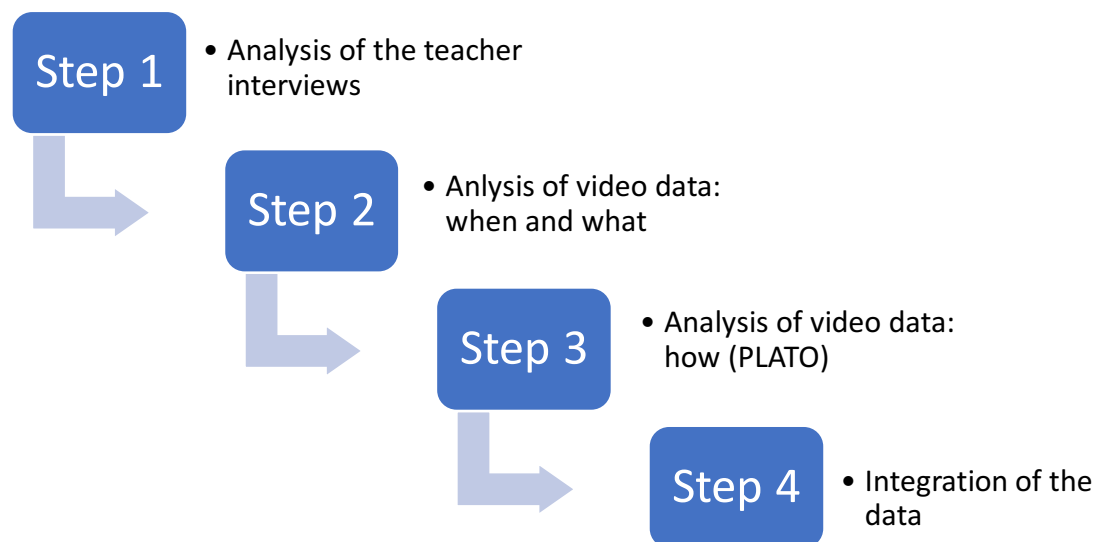 Step 1
• Analysis of the teacher
interviews
Step 2
• Anlysis of video data:
when and what
Step 3
• Analysis of video data:
how (PLATO)
Step 4
• Integration of the
data